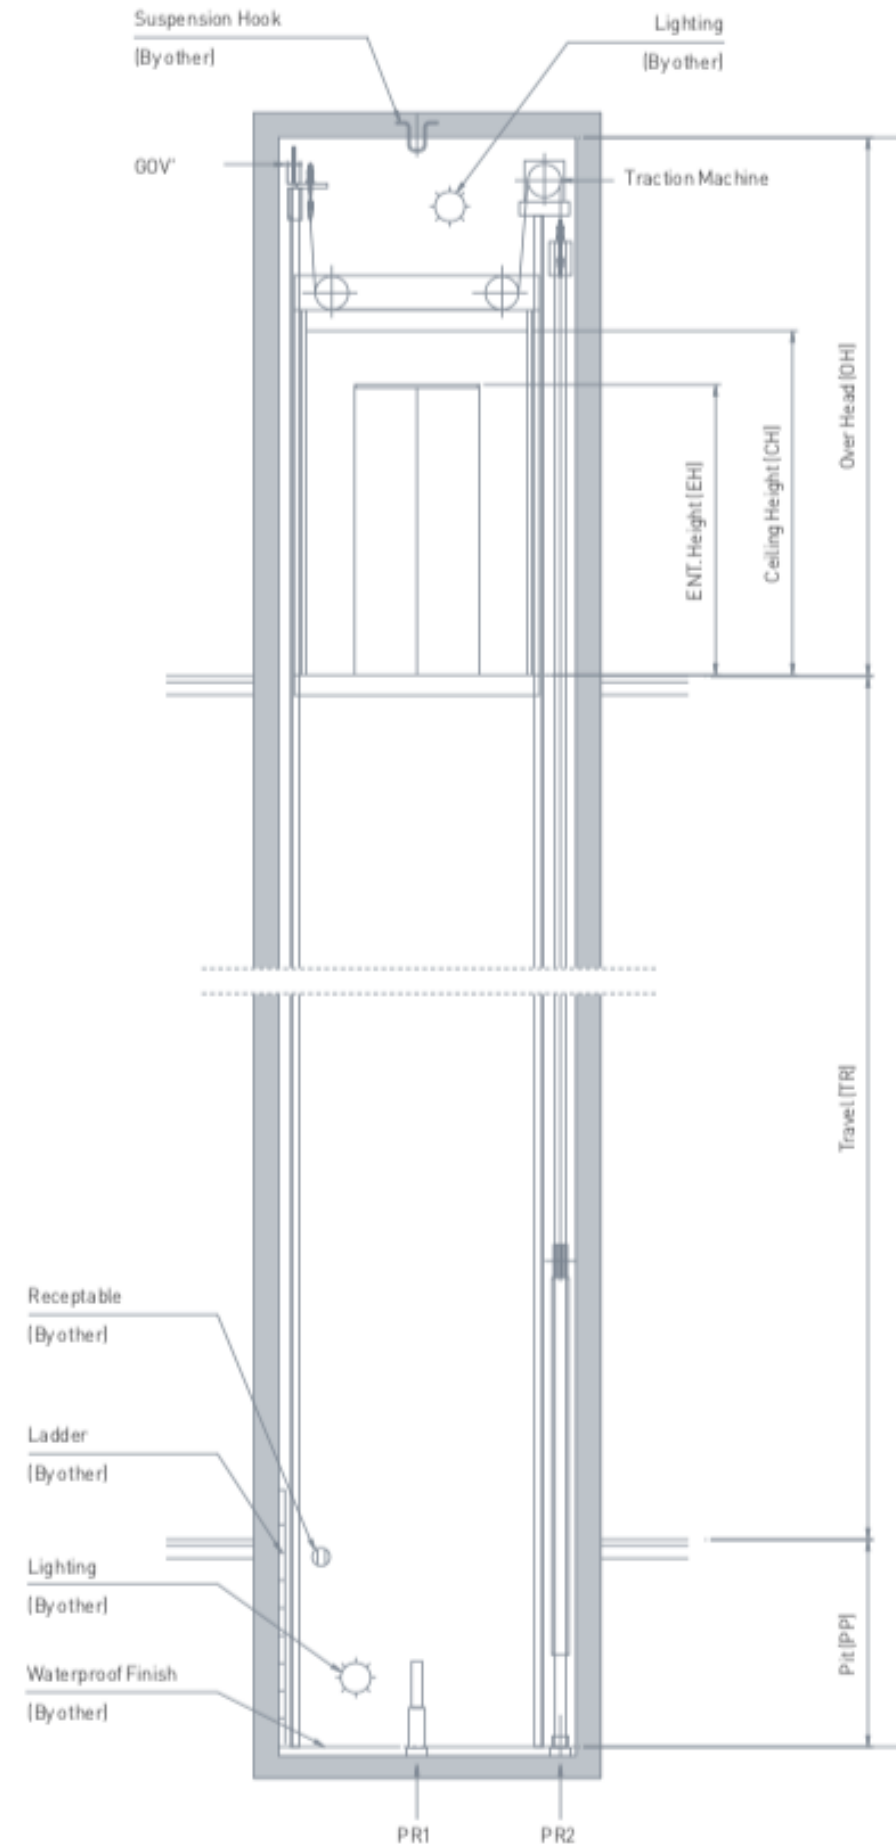 Suspension Hook
(By other)
Lighting
(By other)
GOV'
Traction Machine
Over Head (OH)
Ceiling Height (CH)
ENT. Height (EH)
Travel (TR)
Receptable
(By other)
Ladder
(By other)
Lighting
(By other)
Waterproof Finish
(By other)
Pit (PP)
PR1
PR2